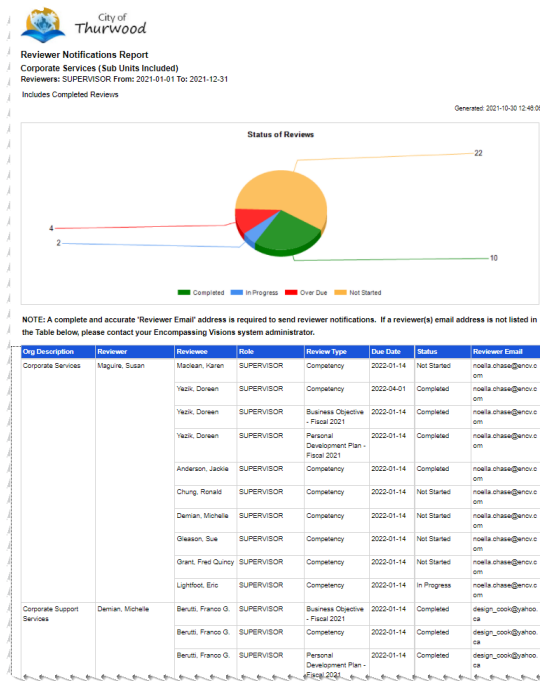 City of
Thurwood
Reviewer Notifications Report
Corporate Services (Sub Units Included)
Reviewers: SUPERVISOR From: 2021-01-01 To: 2021-12-31
Includes Completed Reviews
Generated: 2021-10-30 12:46:06
Status of Reviews
22
4
2
10
Completed In Progress Over Due Not Started
NOTE: A complete and accurate 'Reviewer Email' address is required to send reviewer notifications. If a reviewer(s) email address is not listed in
the Table below, please contact your Encompassing Visions system administrator.
Org Description Reviewer Reviewee Role Review Type Due Date Status Reviewer Email
Corporate Services Maguire, Susan Maclean, Karen SUPERVISOR Competency 2022-01-14 Not Started noella.chase@encv.c
om
Yezik, Doreen SUPERVISOR Competency 2022-04-01 Completed noella.chase@encv.c
om
Yezik, Doreen SUPERVISOR Business Objective 2022-01-14 Completed noella.chase@encv.c
- Fiscal 2021 om
Yezik, Doreen SUPERVISOR Personal 2022-01-14 Completed noella.chase@encv.c
Development Plan - om
Fiscal 2021
Anderson, Jackie SUPERVISOR Competency 2022-01-14 Completed noella.chase@encv.c
om
Chung, Ronald SUPERVISOR Competency 2022-01-14 Not Started noella.chase@encv.c
om
Demian, Michelle SUPERVISOR Competency 2022-01-14 Not Started noella.chase@encv.c
om
Gleason, Sue SUPERVISOR Competency 2022-01-14 Not Started noella.chase@encv.c
om
Grant, Fred Quincy SUPERVISOR Competency 2022-01-14 Not Started noella.chase@encv.c
om
Lightfoot, Eric SUPERVISOR Competency 2022-01-14 In Progress noella.chase@encv.c
om
Corporate Support Demian, Michelle Berutti, Franco G. SUPERVISOR Business Objective 2022-01-14 Completed design_cook@yahoo.
Services - Fiscal 2021 ca
Berutti, Franco G. SUPERVISOR Competency 2022-01-14 Completed design_cook@yahoo.
ca
Berutti, Franco G. SUPERVISOR Personal 2022-01-14 Completed design_cook@yahoo.
Development Plan - ca
Fiscal 2021